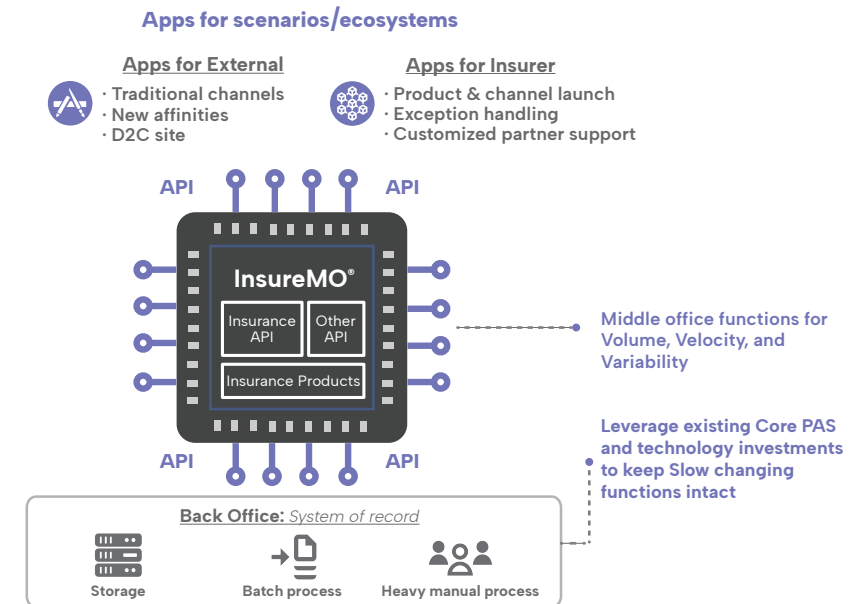 Apps for scenarios/ecosystems
Apps for External
· Traditional channels
· New affinities
· D2C site
Apps for Insurer
· Product & channel launch
· Exception handling
· Customized partner support
API
API
InsureMO®
Insurance
API
Other
API
Insurance Products
Middle office functions for
Volume, Velocity, and
Variability
API
API
Leverage existing Core PAS
and technology investments
to keep Slow changing
functions intact
Back Office: System of record
Storage
Batch process
Heavy manual process